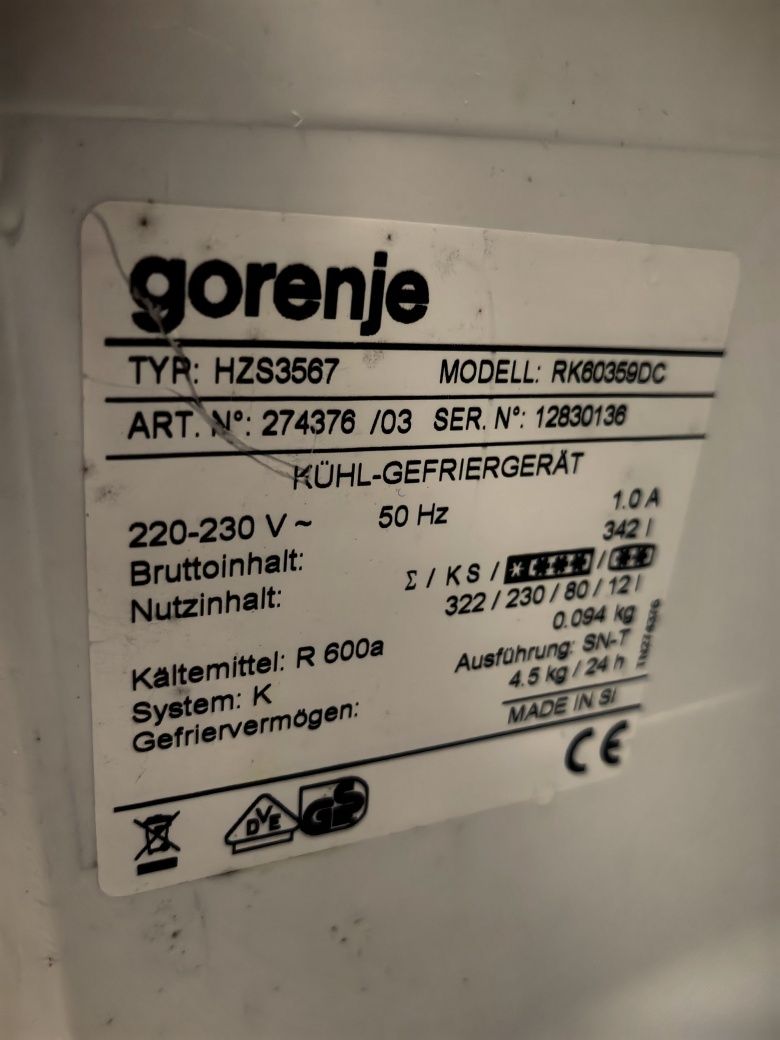 gorenje
TYP: HZS3567 MODELL: RK60359DC
ART. N°: 274376 /03 SER. N°: 12830136
KÜHL-GEFRIERGERÄT
220-230 V ~ 50 Hz 1.0 A
Bruttoinhalt: 342 l
Σ / KS /
Nutzinhalt: 322 / 230 / 80 / 12 l
Kältemittel: R 600a 0.094 kg
System: K Ausführung: SN-T
Gefriervermögen: 4.5 kg / 24 h
MADE IN SI
CE
DVE GS